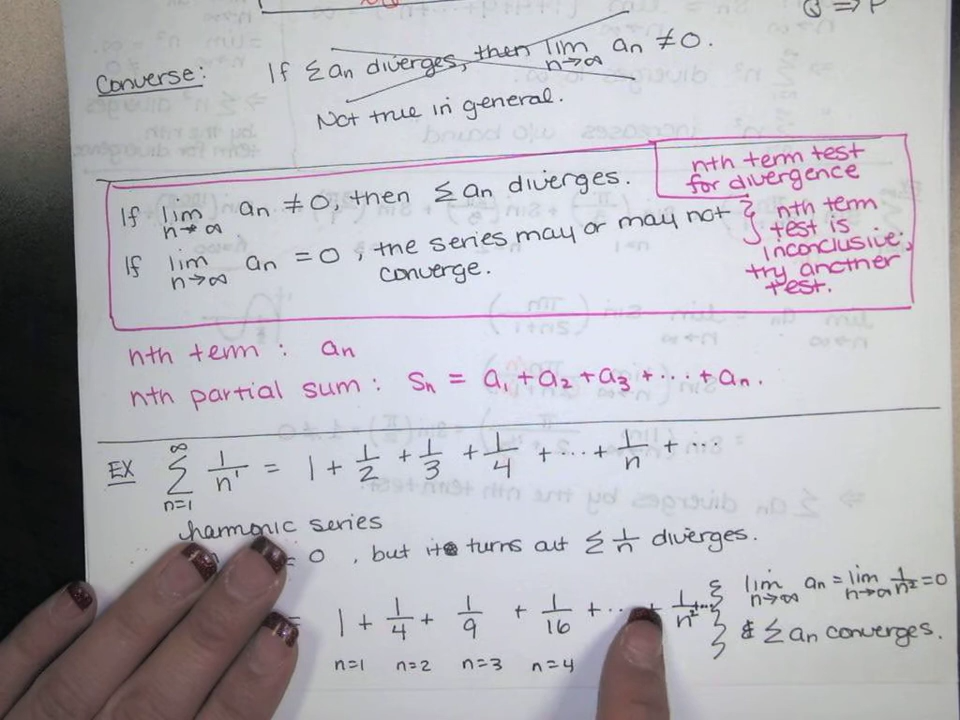 Q ⇒ P
Converse: If Σ an diverges, then lim n→∞ an ≠ 0.
Not true in general.
nth term test
for divergence
If lim n→∞ an ≠ 0, then Σ an diverges.
If lim n→∞ an = 0, the series may or may not
converge.
} nth term
test is
inconclusive,
try another
test.
nth term: an
nth partial sum: Sn = a1 + a2 + a3 + ... + an.
EX ∞ Σ n=1 1/n¹ = 1 + 1/2 + 1/3 + 1/4 + ... + 1/n + ...
harmonic series
= 0, but it turns out Σ 1/n diverges.
= 1 + 1/4 + 1/9 + 1/16 + ... + 1/n² + ... } lim n→∞ an = lim n→∞ 1/n² = 0
& Σ an converges.
n=1 n=2 n=3 n=4